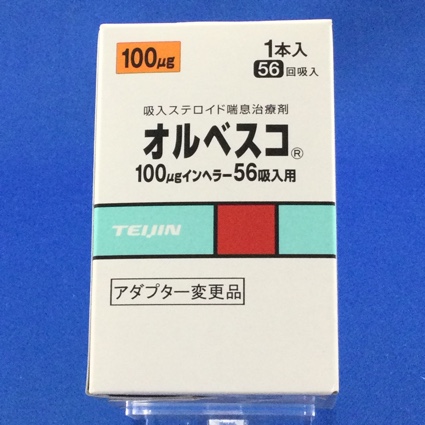 100μg
1本入
56回吸入
吸入ステロイド喘息治療剤
オルベスコ®
100μgインヘラー56吸入用
TEIJIN
アダプター変更品